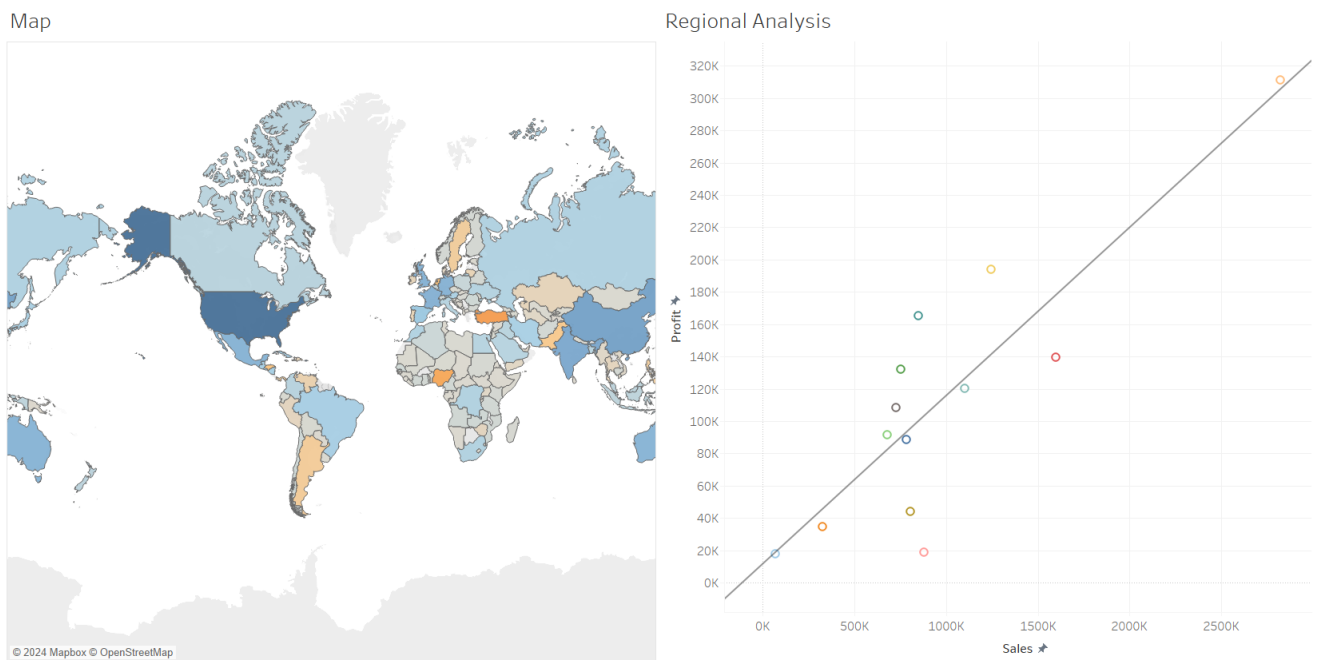 Map
© 2024 Mapbox © OpenStreetMap
Regional Analysis
320K
300K
280K
260K
240K
220K
200K
180K
160K
140K
120K
100K
80K
60K
40K
20K
0K
Profit
0K 500K 1000K 1500K 2000K 2500K
Sales